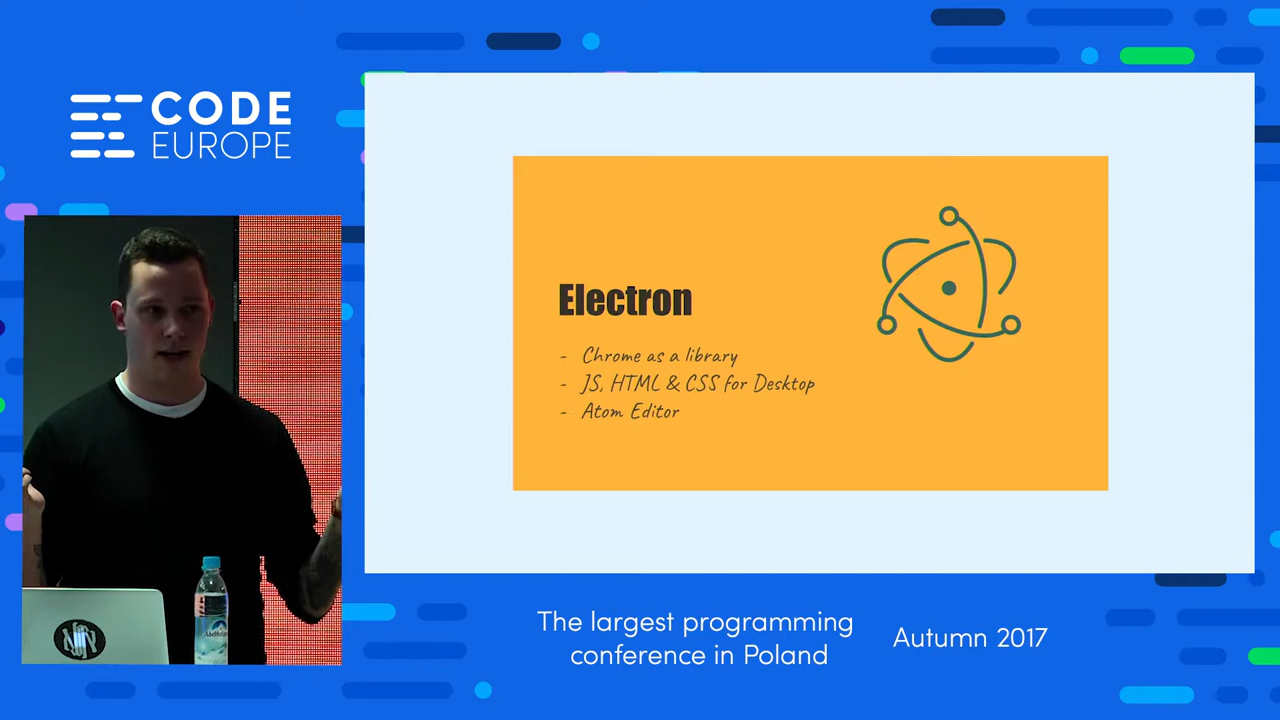 CODE
EUROPE
Electron
- Chrome as a library
- JS, HTML & CSS for Desktop
- Atom Editor
The largest programming
conference in Poland
Autumn 2017